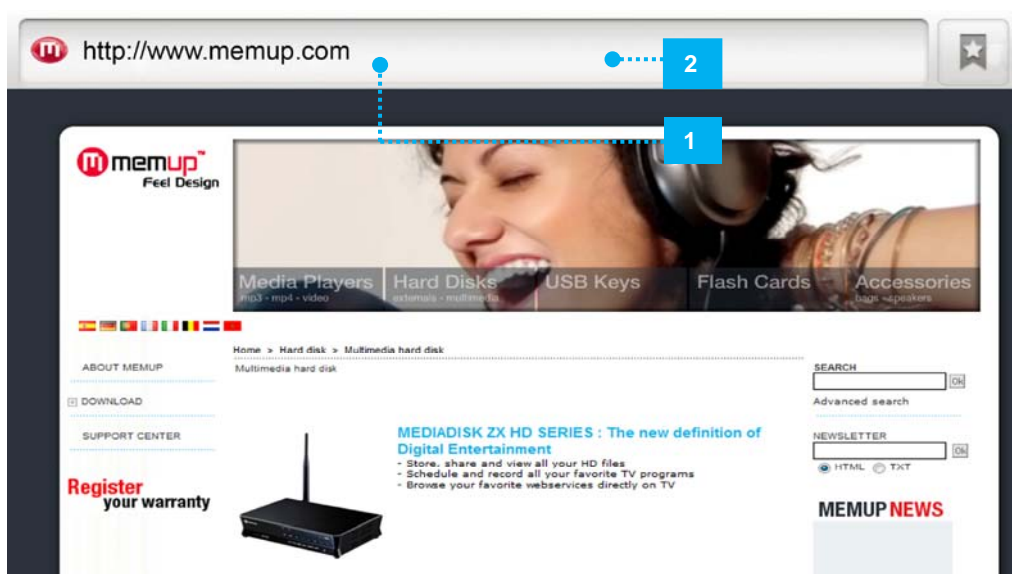 http://www.memup.com
2
1
memup™
Feel Design
Media Players
mp3 - mp4 - video
Hard Disks
externals - multimedia
USB Keys
Flash Cards
Accessories
bags - speakers
Home » Hard disk » Multimedia hard disk
Multimedia hard disk
ABOUT MEMUP
DOWNLOAD
SUPPORT CENTER
Register
your warranty
MEDIADISK ZX HD SERIES : The new definition of
Digital Entertainment
- Store, share and view all your HD files
- Schedule and record all your favorite TV programs
- Browse your favorite webservices directly on TV
SEARCH
Ok
Advanced search
NEWSLETTER
Ok
HTML TXT
MEMUP NEWS